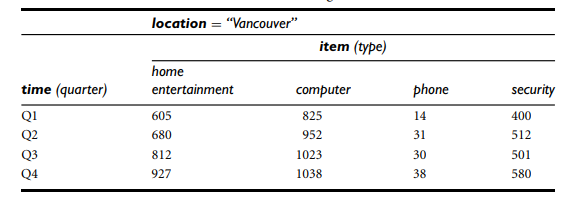 location = “Vancouver”
item (type)
home
time (quarter) entertainment computer phone security
Q1 605 825 14 400
Q2 680 952 31 512
Q3 812 1023 30 501
Q4 927 1038 38 580